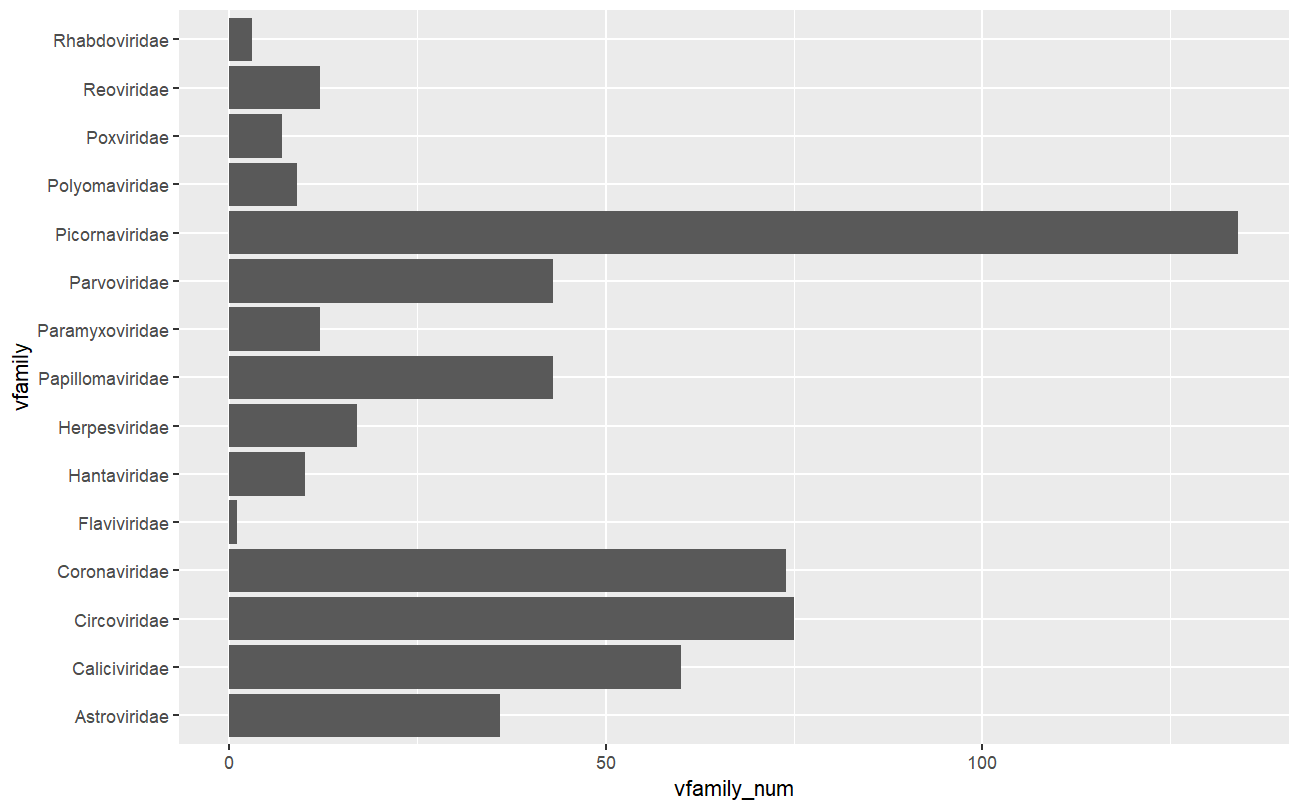 Rhabdoviridae
Reoviridae
Poxviridae
Polyomaviridae
Picornaviridae
Parvoviridae
Paramyxoviridae
Papillomaviridae
Herpesviridae
Hantaviridae
Flaviviridae
Coronaviridae
Circoviridae
Caliciviridae
Astroviridae
vfamily
0 50 100
vfamily_num